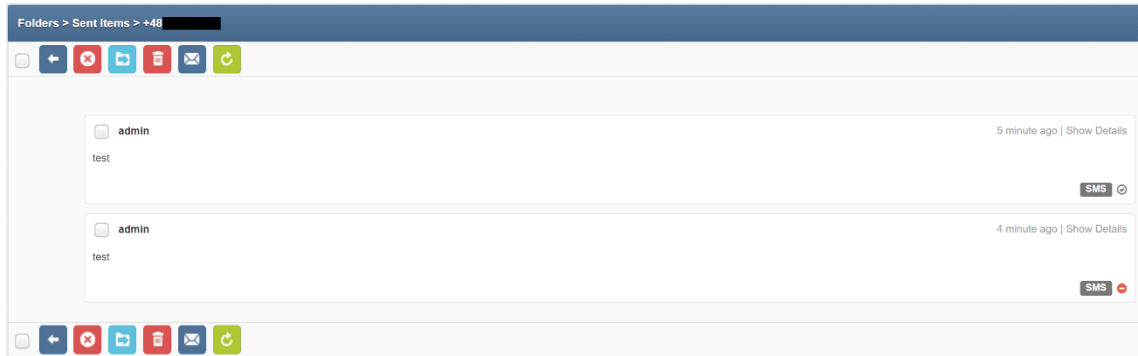 Folders > Sent Items > +48
admin
5 minute ago | Show Details
test
SMS
admin
4 minute ago | Show Details
test
SMS